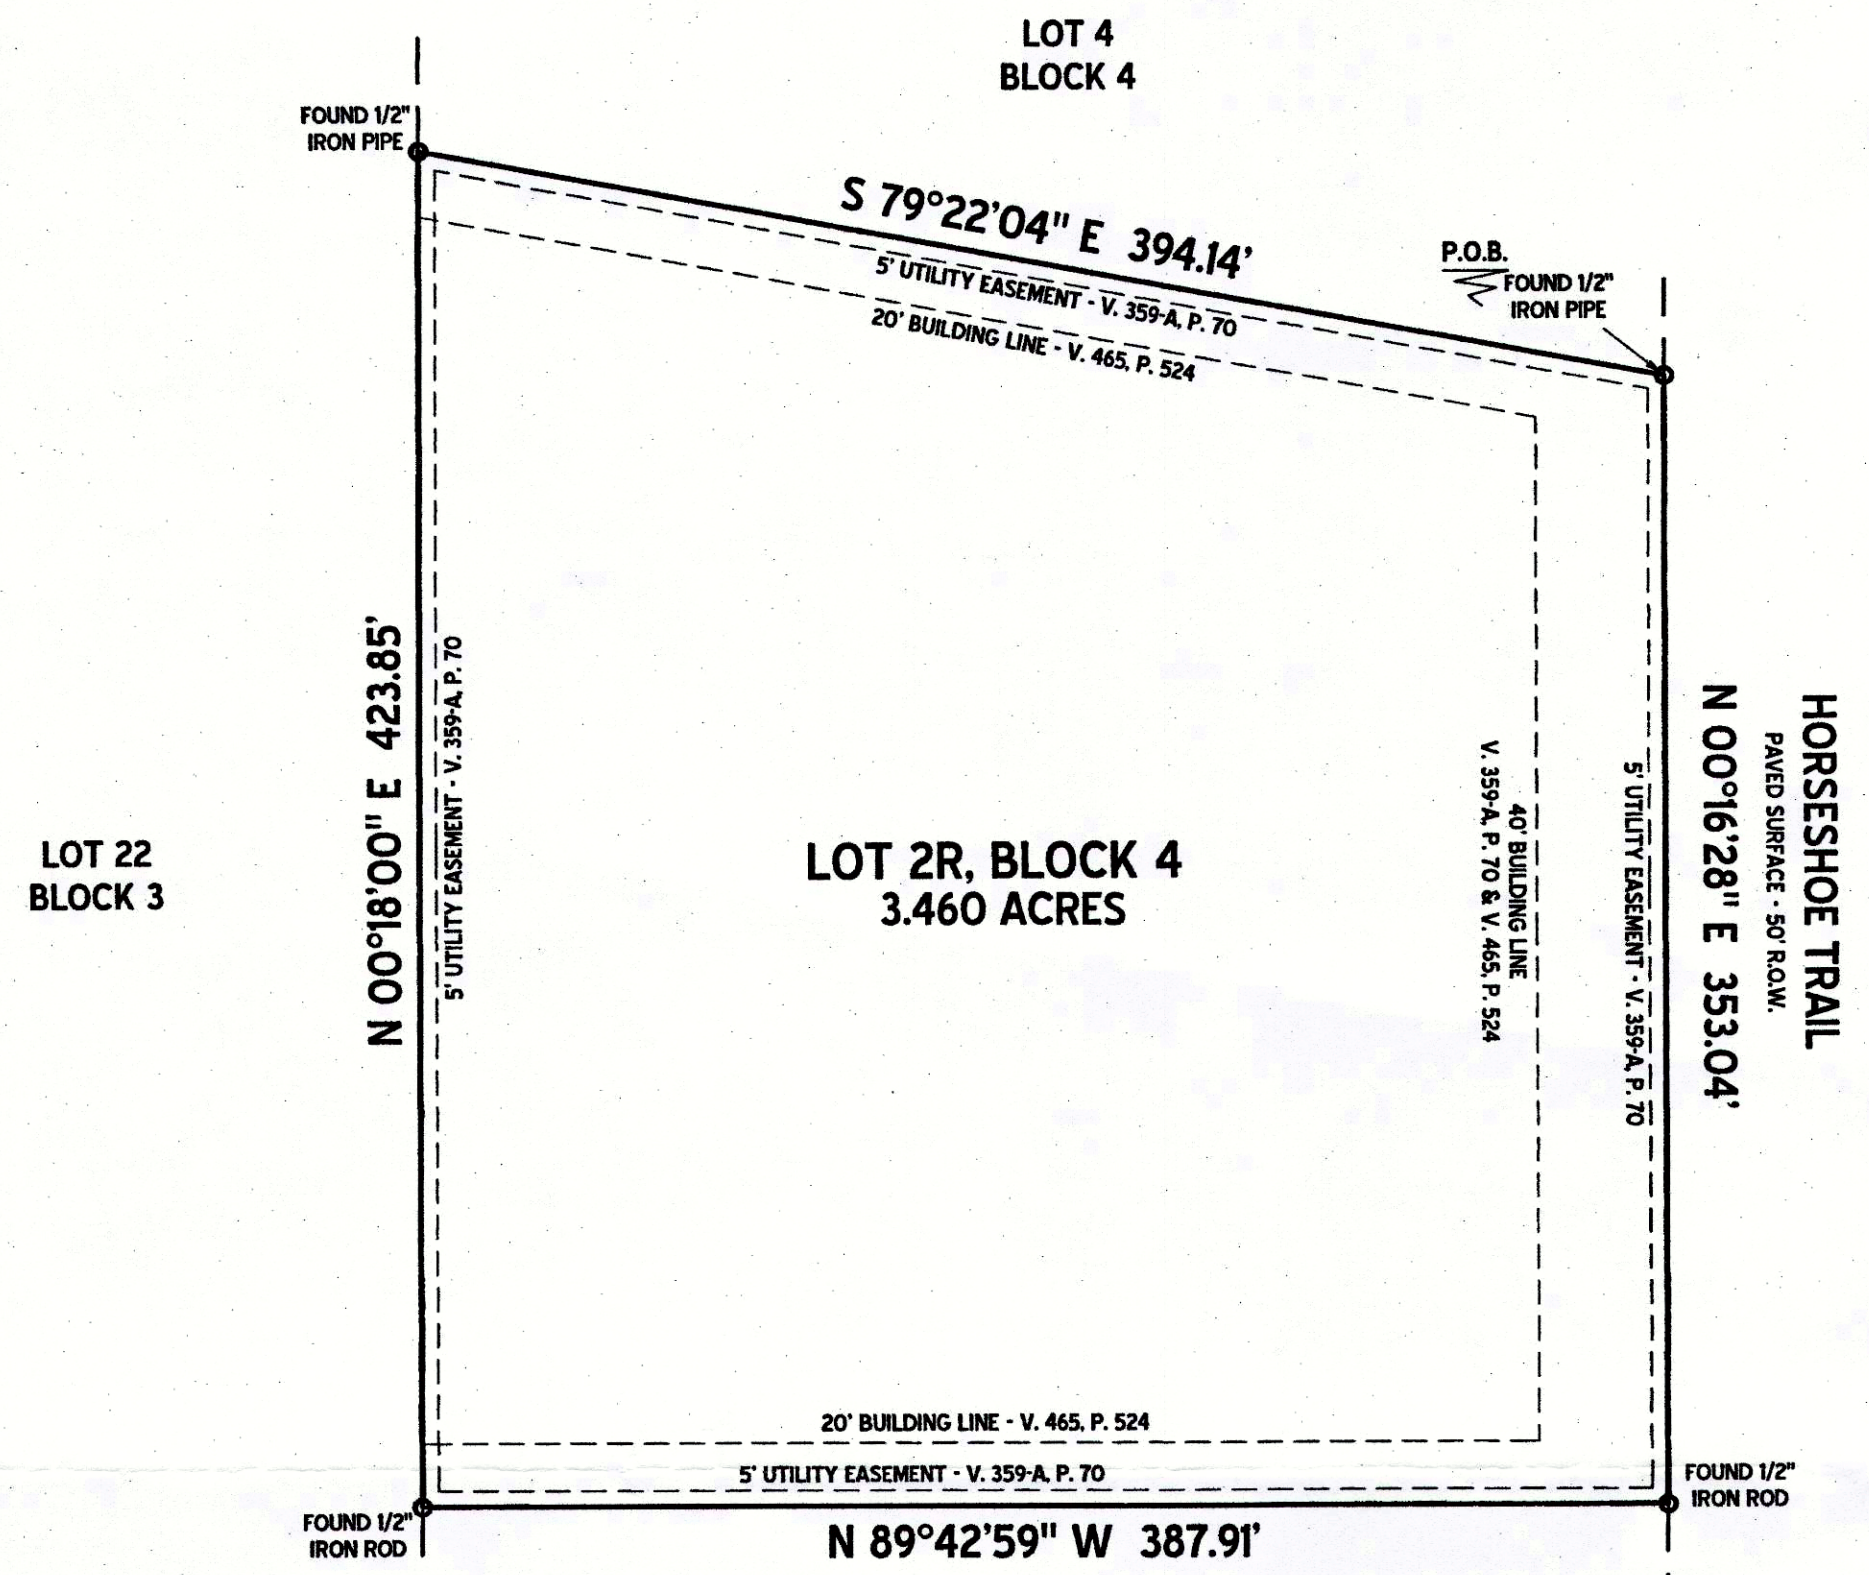 LOT 4
BLOCK 4
FOUND 1/2"
IRON PIPE
S 79°22'04" E 394.14'
P.O.B.
FOUND 1/2"
IRON PIPE
5' UTILITY EASEMENT - V. 359-A, P. 70
20' BUILDING LINE - V. 465, P. 524
N 00°18'00" E 423.85'
5' UTILITY EASEMENT - V. 359-A, P. 70
LOT 22
BLOCK 3
LOT 2R, BLOCK 4
3.460 ACRES
40' BUILDING LINE
V. 359-A, P. 70 & V. 465, P. 524
5' UTILITY EASEMENT - V. 359-A, P. 70
N 00°16'28" E 353.04'
HORSESHOE TRAIL
PAVED SURFACE - 50' R.O.W.
20' BUILDING LINE - V. 465, P. 524
5' UTILITY EASEMENT - V. 359-A, P. 70
FOUND 1/2"
IRON ROD
FOUND 1/2"
IRON ROD
N 89°42'59" W 387.91'